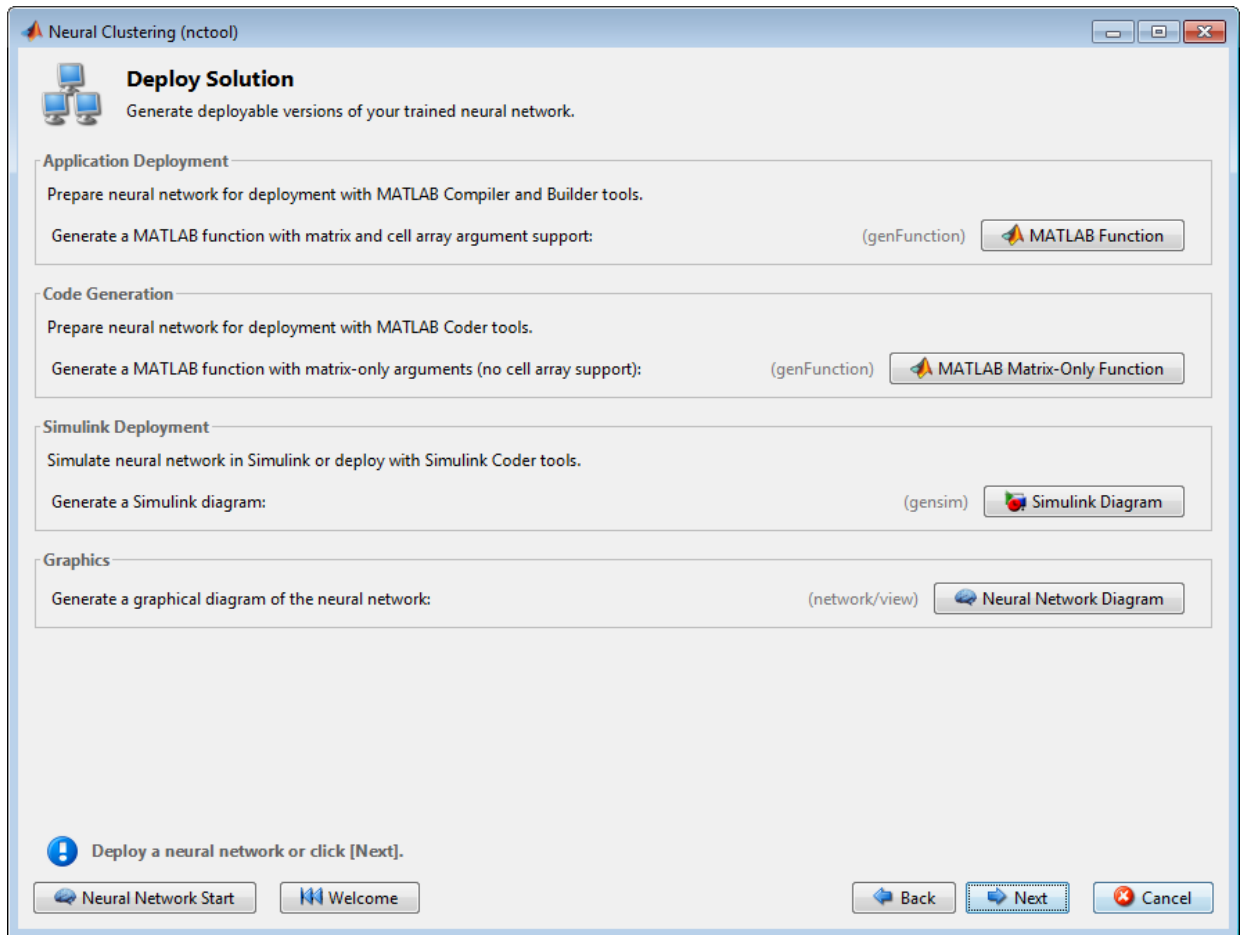 Neural Clustering (nctool)
Deploy Solution
Generate deployable versions of your trained neural network.
Application Deployment
Prepare neural network for deployment with MATLAB Compiler and Builder tools.
Generate a MATLAB function with matrix and cell array argument support: (genFunction) MATLAB Function
Code Generation
Prepare neural network for deployment with MATLAB Coder tools.
Generate a MATLAB function with matrix-only arguments (no cell array support): (genFunction) MATLAB Matrix-Only Function
Simulink Deployment
Simulate neural network in Simulink or deploy with Simulink Coder tools.
Generate a Simulink diagram: (gensim) Simulink Diagram
Graphics
Generate a graphical diagram of the neural network: (network/view) Neural Network Diagram
Deploy a neural network or click [Next].
Neural Network Start Welcome Back Next Cancel